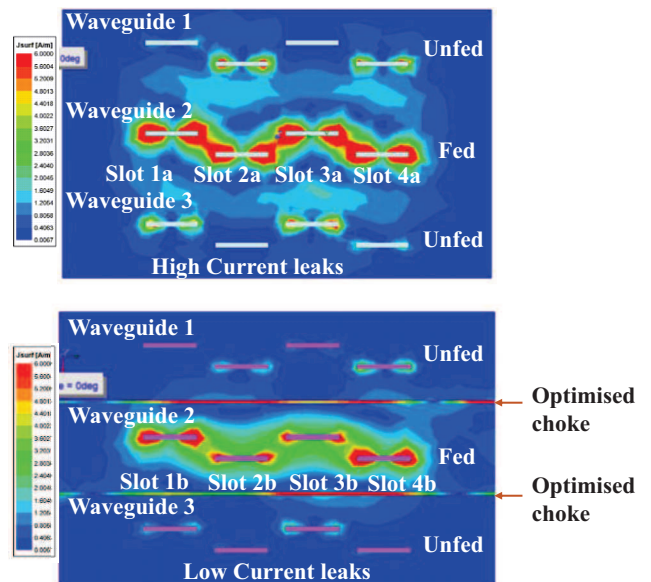 Waveguide 1
Jsurf [A/m]
6.0000
5.6004
5.2009
4.8013
4.4018
4.0022
3.6027
3.2031
2.8036
2.4040
2.0045
1.6049
1.2054
0.8058
0.4063
0.0067
0deg
Unfed
Waveguide 2
Fed
Slot 1a
Slot 2a
Slot 3a
Slot 4a
Waveguide 3
Unfed
High Current leaks
Waveguide 1
Jsurf [A/m]
e = 0deg
Unfed
Optimised
choke
Waveguide 2
Fed
Slot 1b
Slot 2b
Slot 3b
Slot 4b
Optimised
choke
Waveguide 3
Unfed
Low Current leaks